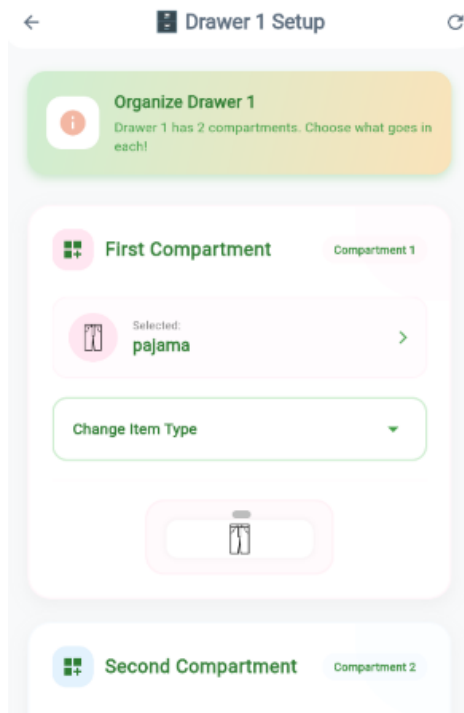 Drawer 1 Setup
Organize Drawer 1
Drawer 1 has 2 compartments. Choose what goes in
each!
First Compartment
Compartment 1
Selected:
pajama
Change Item Type
Second Compartment
Compartment 2